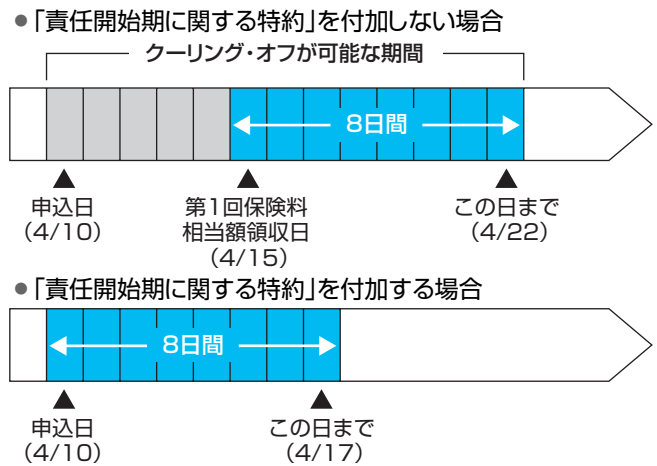 ●「責任開始期に関する特約」を付加しない場合
クーリング・オフが可能な期間
8日間
申込日
(4/10)
第1回保険料
相当額領収日
(4/15)
この日まで
(4/22)
●「責任開始期に関する特約」を付加する場合
8日間
申込日
(4/10)
この日まで
(4/17)